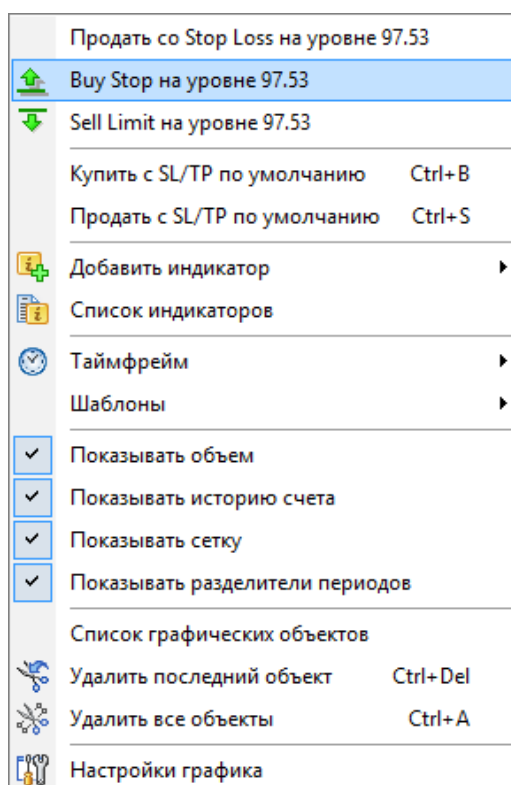 Продать со Stop Loss на уровне 97.53
Buy Stop на уровне 97.53
Sell Limit на уровне 97.53
Купить с SL/TP по умолчанию Ctrl+B
Продать с SL/TP по умолчанию Ctrl+S
Добавить индикатор
Список индикаторов
Таймфрейм
Шаблоны
Показывать объем
Показывать историю счета
Показывать сетку
Показывать разделители периодов
Список графических объектов
Удалить последний объект Ctrl+Del
Удалить все объекты Ctrl+A
Настройки графика